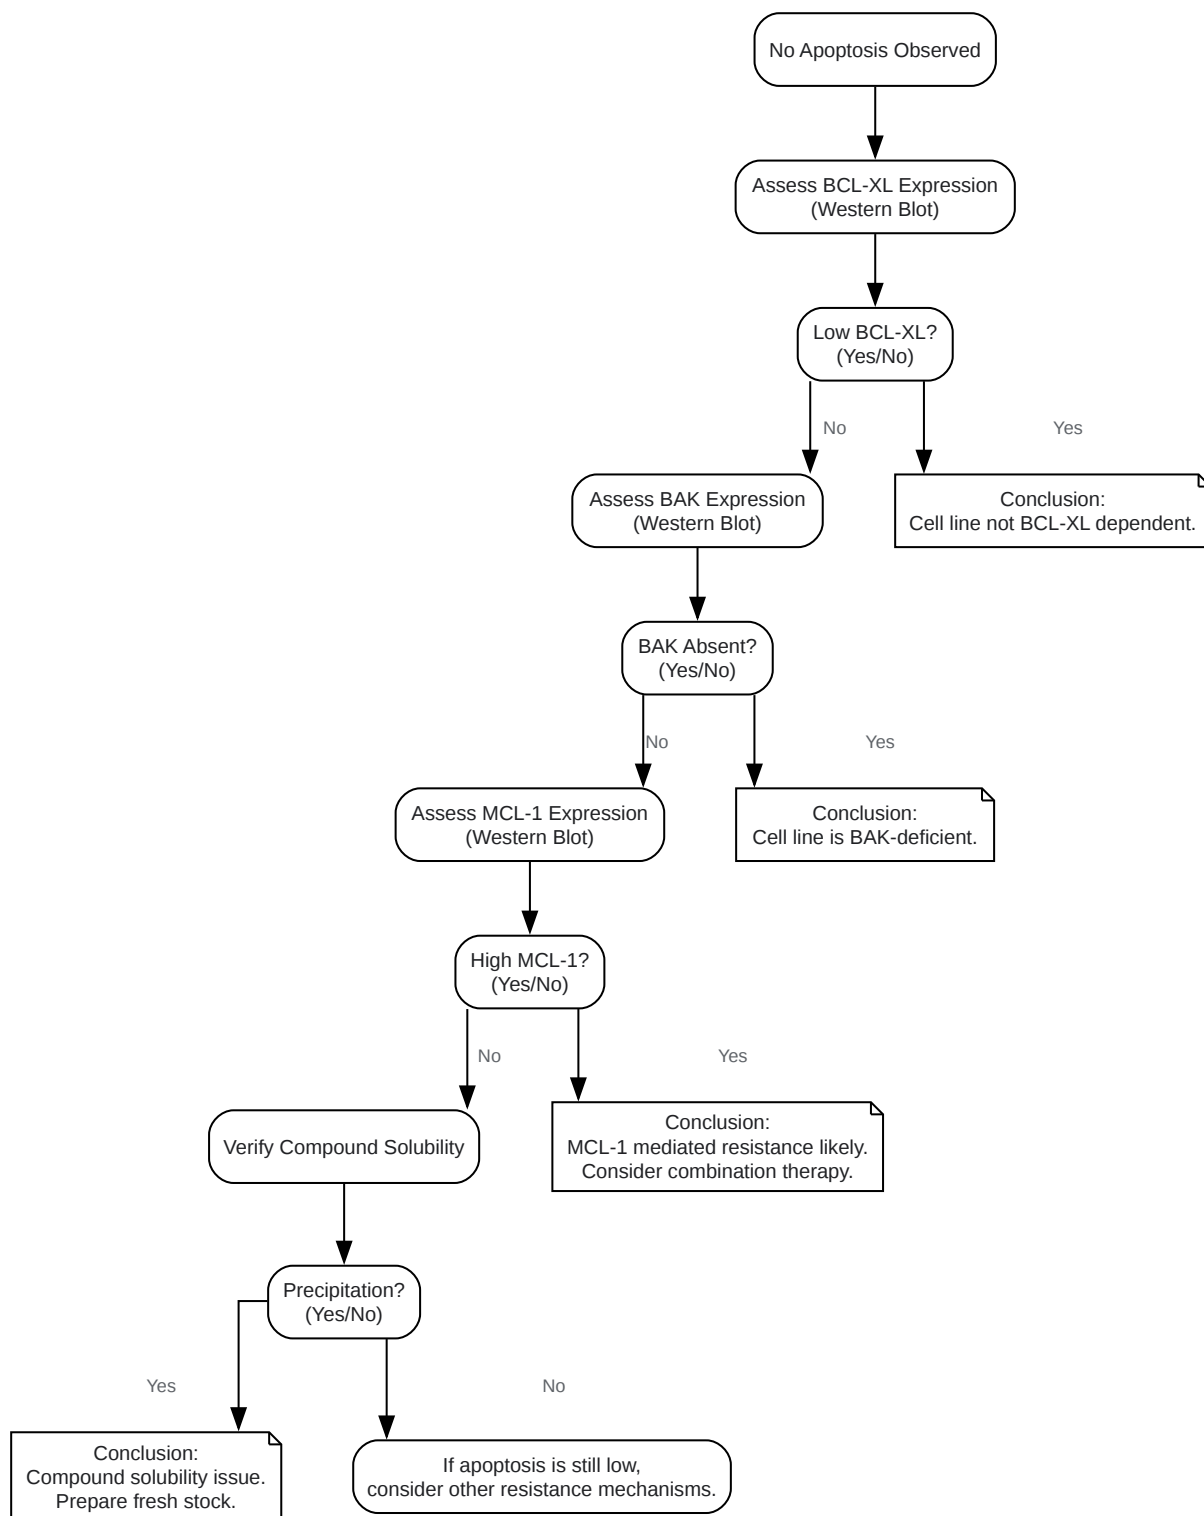 No Apoptosis Observed
Assess BCL-XL Expression
(Western Blot)
Low BCL-XL?
(Yes/No)
No
Yes
Assess BAK Expression
(Western Blot)
Conclusion:
Cell line not BCL-XL dependent.
BAK Absent?
(Yes/No)
No
Yes
Assess MCL-1 Expression
(Western Blot)
Conclusion:
Cell line is BAK-deficient.
High MCL-1?
(Yes/No)
No
Yes
Verify Compound Solubility
Conclusion:
MCL-1 mediated resistance likely.
Consider combination therapy.
Precipitation?
(Yes/No)
Yes
No
Conclusion:
Compound solubility issue.
Prepare fresh stock.
If apoptosis is still low,
consider other resistance mechanisms.